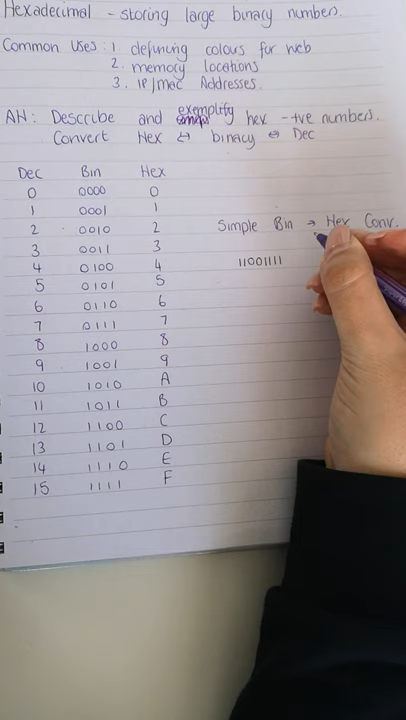 Hexadecimal - storing large binary numbers.
Common Uses: 1 defining colours for web
2. memory locations
3. IP/mac Addresses.
AH: Describe and exemplify hex -+ve numbers.
Convert Hex ↔ binary ↔ Dec
Dec Bin Hex
0 0000 0
1 0001 1
2 0010 2
3 0011 3
4 0100 4
5 0101 5
6 0110 6
7 0111 7
8 1000 8
9 1001 9
10 1010 A
11 1011 B
12 1100 C
13 1101 D
14 1110 E
15 1111 F
Simple Bin → Hex Conv.
11001111